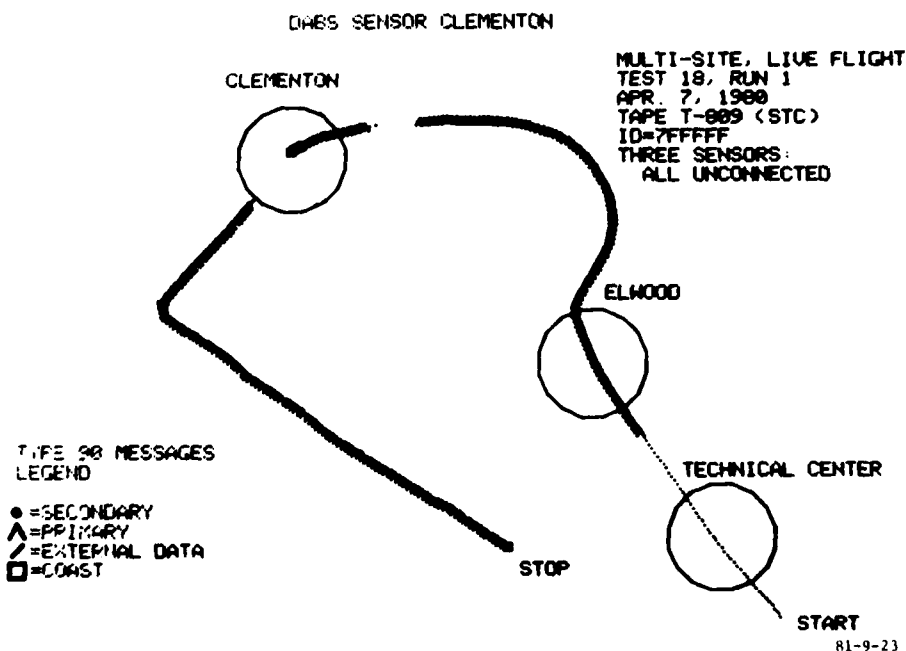 DABS SENSOR CLEMENTON
CLEMENTON
MULTI-SITE, LIVE FLIGHT
TEST 18, RUN 1
APR. 7, 1980
TAPE T-809 (STC)
ID=7FFFFF
THREE SENSORS:
ALL UNCONNECTED
ELWOOD
TECHNICAL CENTER
TYPE 90 MESSAGES
LEGEND
● =SECONDARY
∧=PRIMARY
/=EXTERNAL DATA
□=COAST
STOP
START
81-9-23